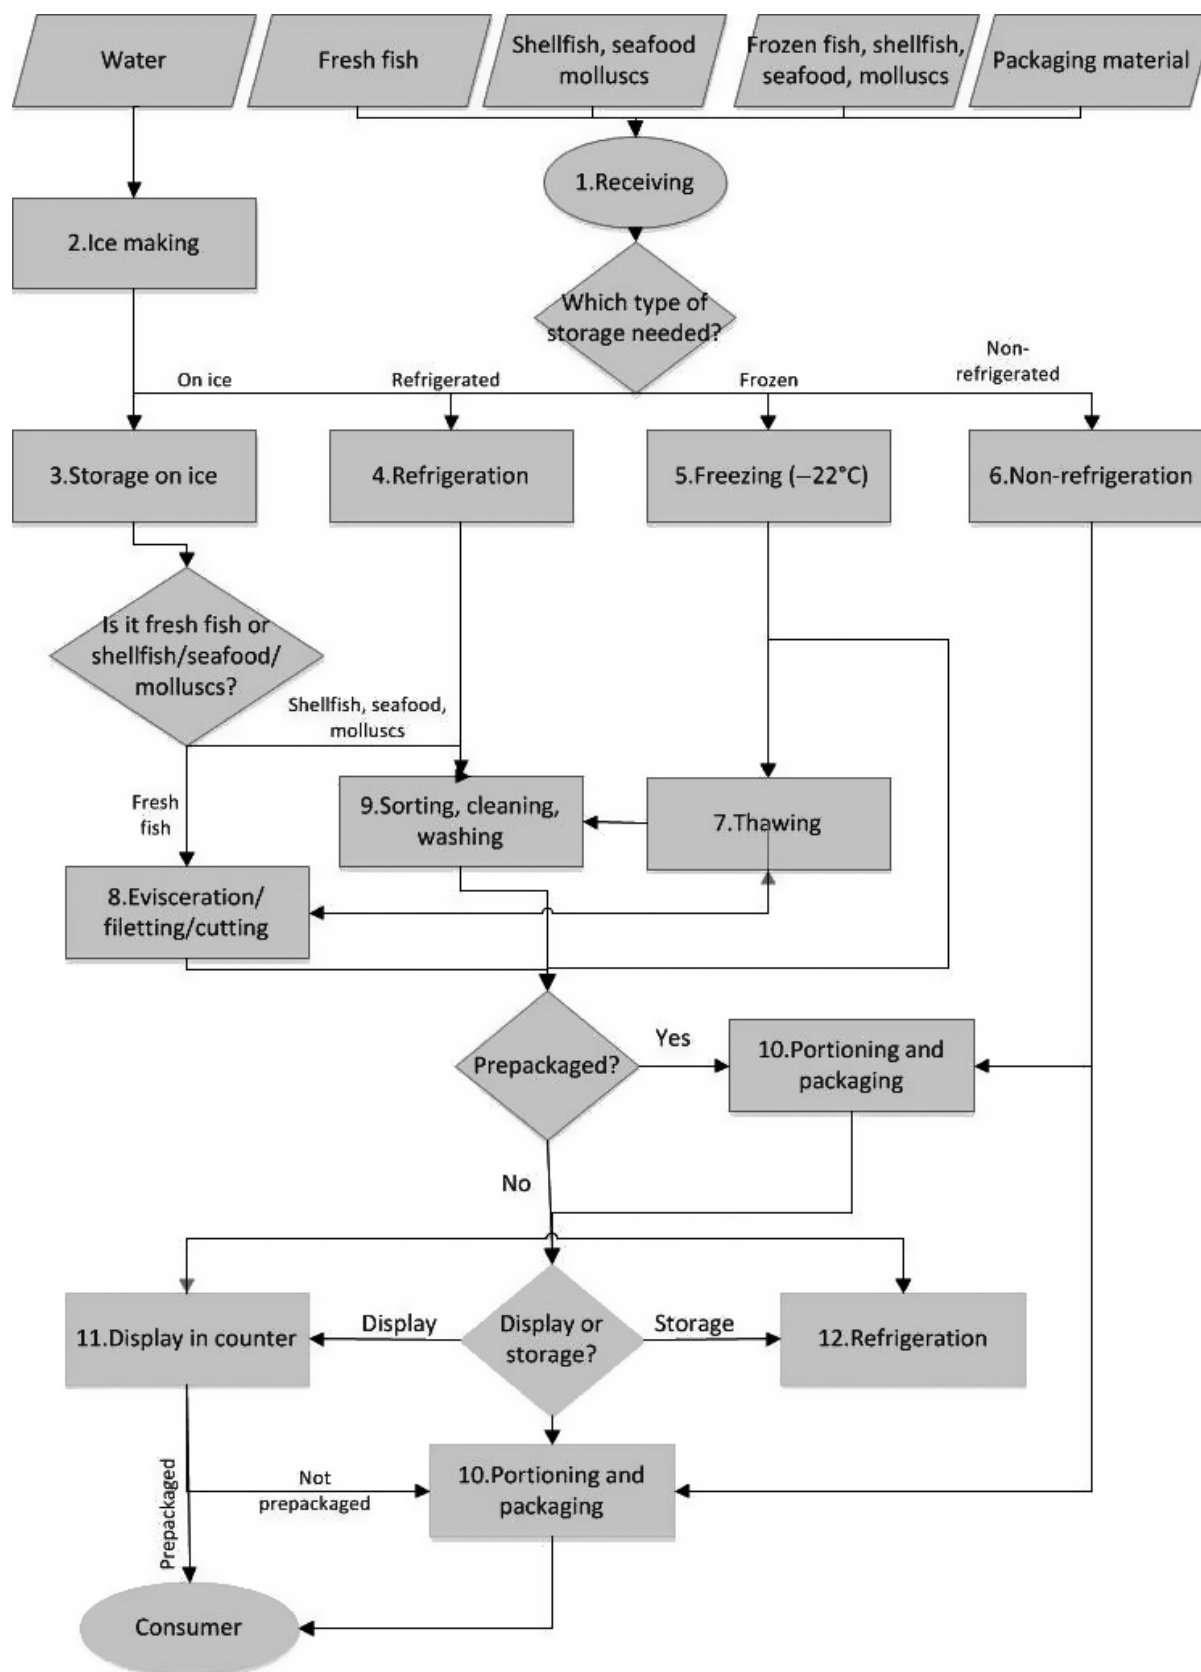 Water
Fresh fish
Shellfish, seafood
molluscs
Frozen fish, shellfish,
seafood, molluscs
Packaging material
1.Receiving
2.Ice making
Which type of
storage needed?
On ice
Refrigerated
Frozen
Non-
refrigerated
3.Storage on ice
4.Refrigeration
5.Freezing (−22°C)
6.Non-refrigeration
Is it fresh fish or
shellfish/seafood/
molluscs?
Shellfish, seafood,
molluscs
Fresh
fish
9.Sorting, cleaning,
washing
7.Thawing
8.Evisceration/
filetting/cutting
Prepackaged?
Yes
10.Portioning and
packaging
No
11.Display in counter
Display
Display or
storage?
Storage
12.Refrigeration
Prepackaged
Not
prepackaged
10.Portioning and
packaging
Consumer